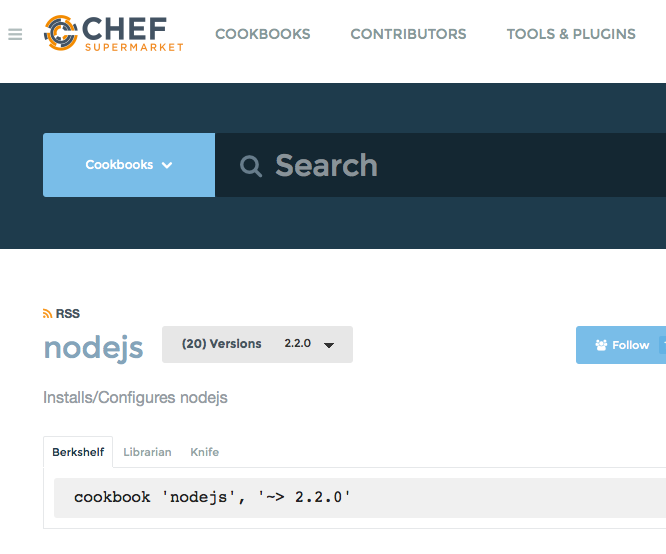 CHEF
SUPERMARKET
COOKBOOKS CONTRIBUTORS TOOLS & PLUGINS
Cookbooks Search
RSS
nodejs (20) Versions 2.2.0 Follow
Installs/Configures nodejs
Berkshelf Librarian Knife
cookbook 'nodejs', '~> 2.2.0'